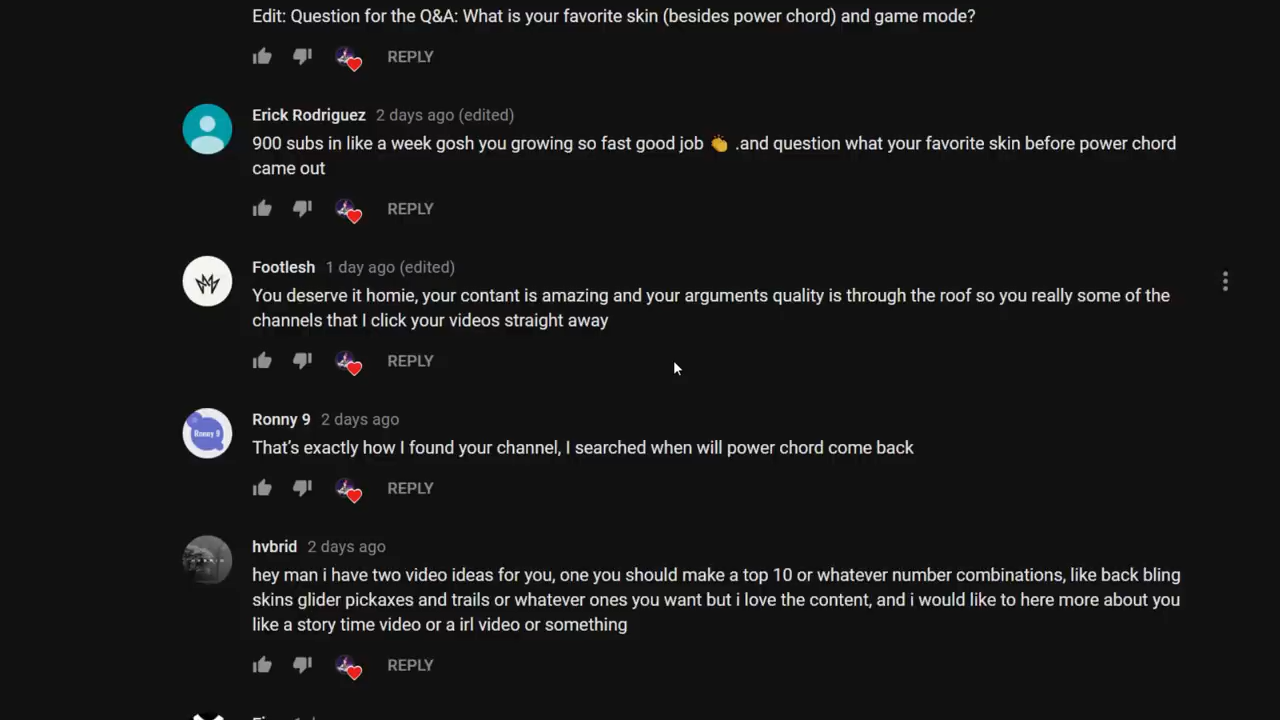 Edit: Question for the Q&A: What is your favorite skin (besides power chord) and game mode?
REPLY
Erick Rodriguez 2 days ago (edited)
900 subs in like a week gosh you growing so fast good job 👏 .and question what your favorite skin before power chord
came out
REPLY
Footlesh 1 day ago (edited)
You deserve it homie, your contant is amazing and your arguments quality is through the roof so you really some of the
channels that I click your videos straight away
REPLY
Ronny 9 2 days ago
Ronny 9
That's exactly how I found your channel, I searched when will power chord come back
REPLY
hvbrid 2 days ago
hey man i have two video ideas for you, one you should make a top 10 or whatever number combinations, like back bling
skins glider pickaxes and trails or whatever ones you want but i love the content, and i would like to here more about you
like a story time video or a irl video or something
REPLY